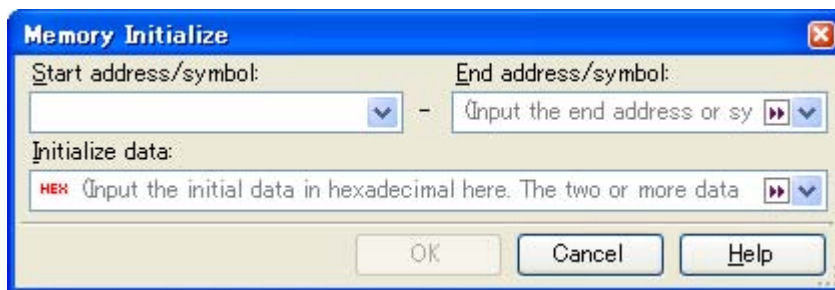 Memory Initialize
Start address/symbol: End address/symbol:
- (Input the end address or sy
Initialize data:
HEX (Input the initial data in hexadecimal here. The two or more data
OK Cancel Help